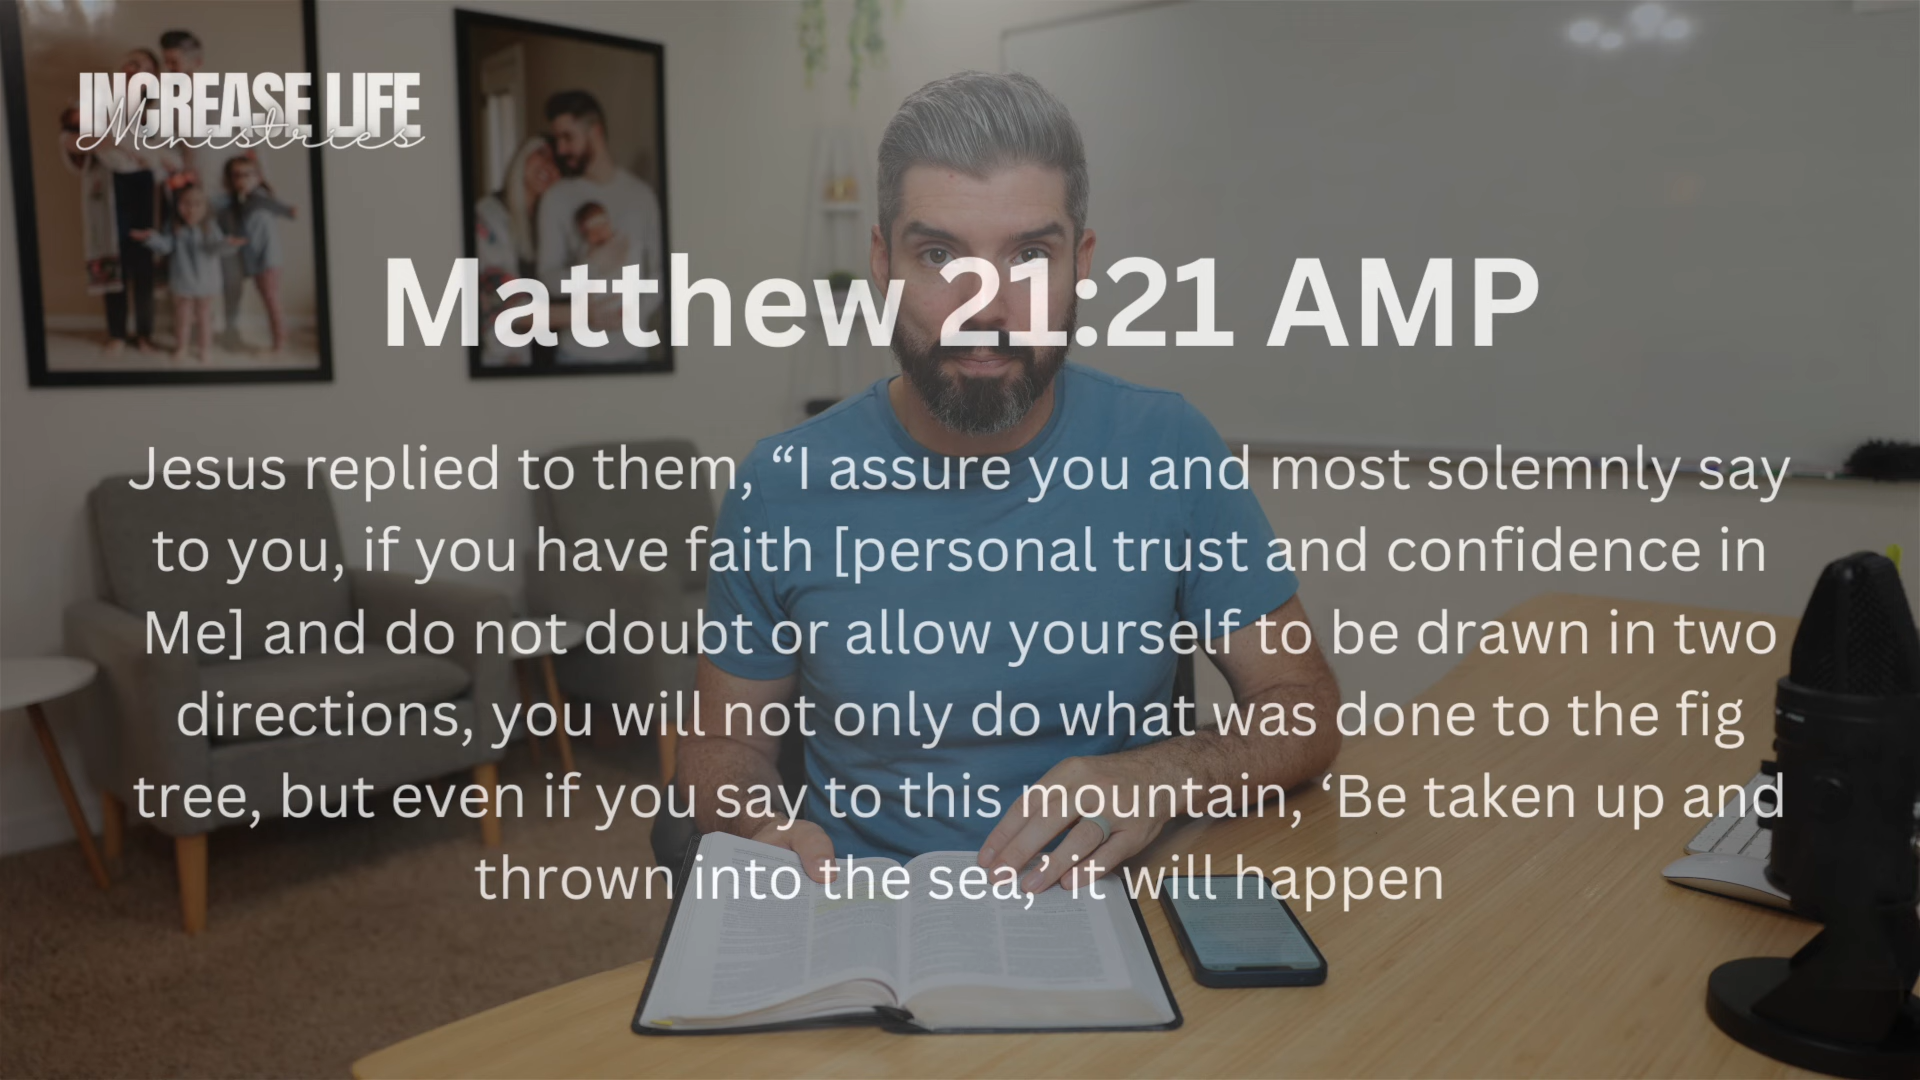 INCREASE LIFE
Ministries
Matthew 21:21 AMP
Jesus replied to them, “I assure you and most solemnly say
to you, if you have faith [personal trust and confidence in
Me] and do not doubt or allow yourself to be drawn in two
directions, you will not only do what was done to the fig
tree, but even if you say to this mountain, ‘Be taken up and
thrown into the sea,’ it will happen